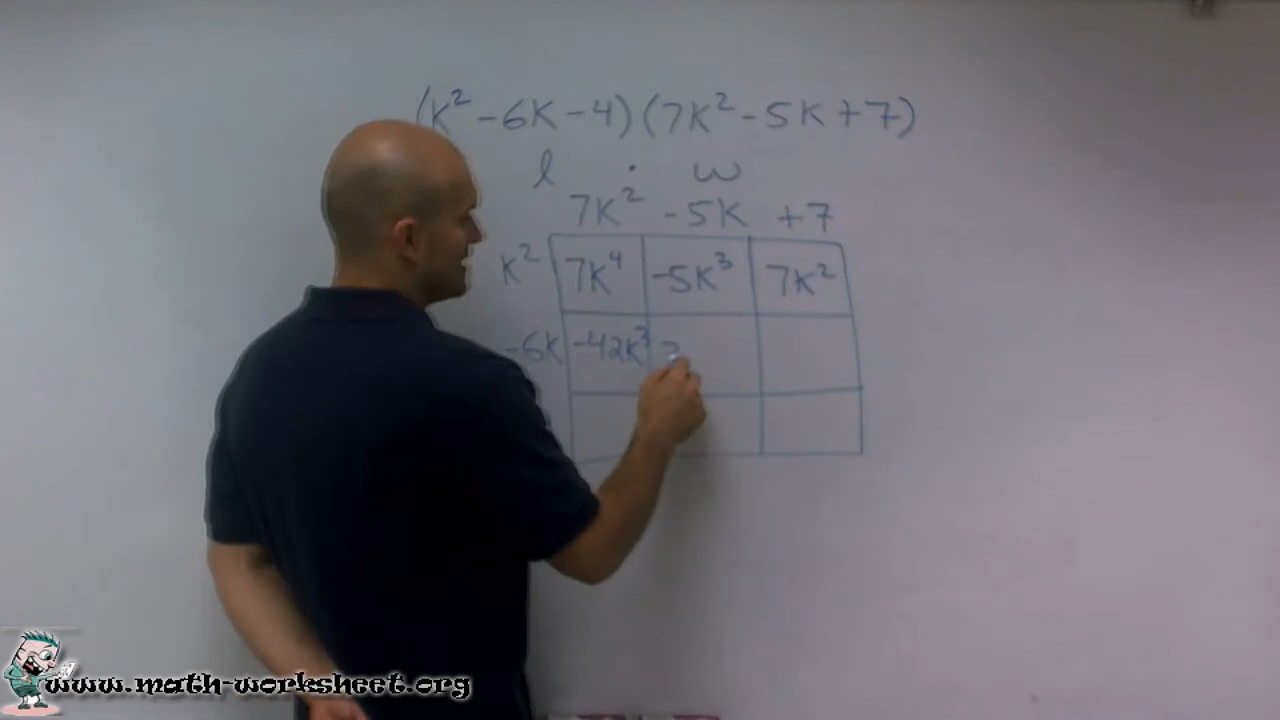 (K² - 6K - 4) (7K² - 5K + 7)
l · w
7K² - 5K + 7
K² 7K⁴ -5K³ 7K²
-6K -42K³
www.math-worksheet.org